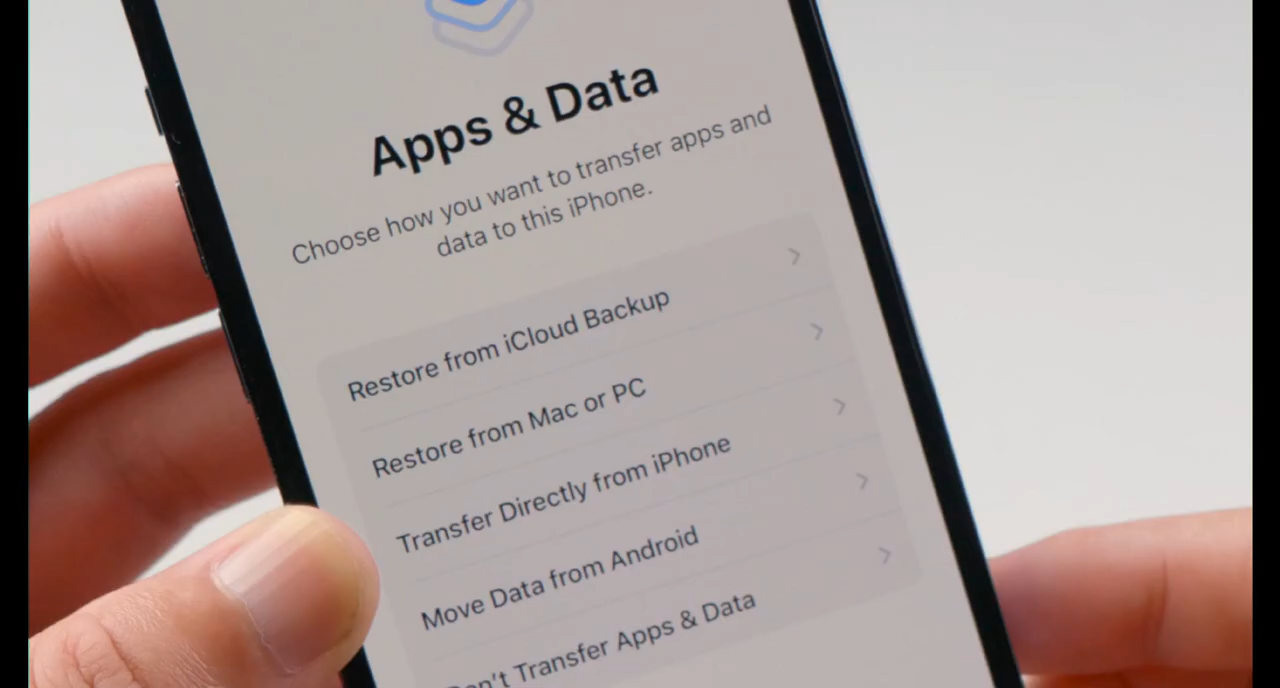 Apps & Data
Choose how you want to transfer apps and
data to this iPhone.
Restore from iCloud Backup
Restore from Mac or PC
Transfer Directly from iPhone
Move Data from Android
Don't Transfer Apps & Data